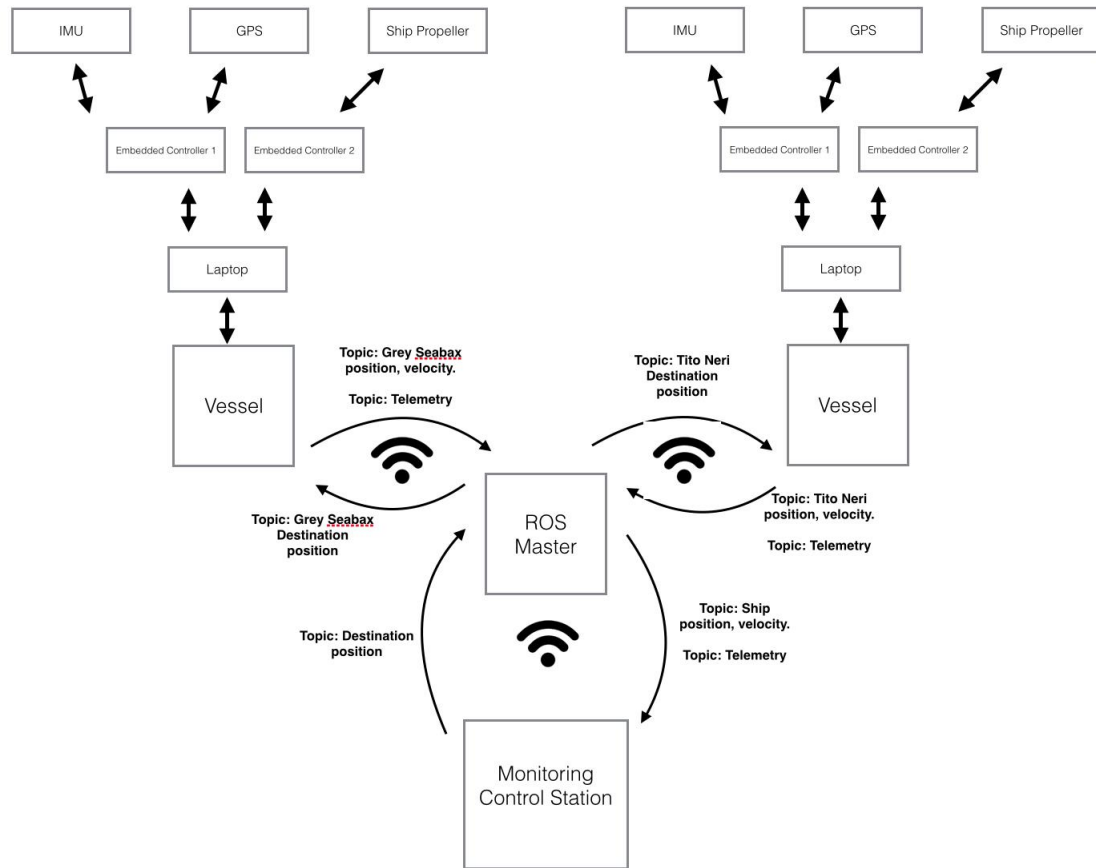 IMU
GPS
Ship Propeller
IMU
GPS
Ship Propeller
Embedded Controller 1
Embedded Controller 2
Embedded Controller 1
Embedded Controller 2
Laptop
Laptop
Vessel
Topic: Grey Seabax
position, velocity.
Topic: Telemetry
Topic: Tito Neri
Destination
position
Vessel
Topic: Grey Seabax
Destination
position
ROS
Master
Topic: Tito Neri
position, velocity.
Topic: Telemetry
Topic: Destination
position
Topic: Ship
position, velocity.
Topic: Telemetry
Monitoring
Control Station